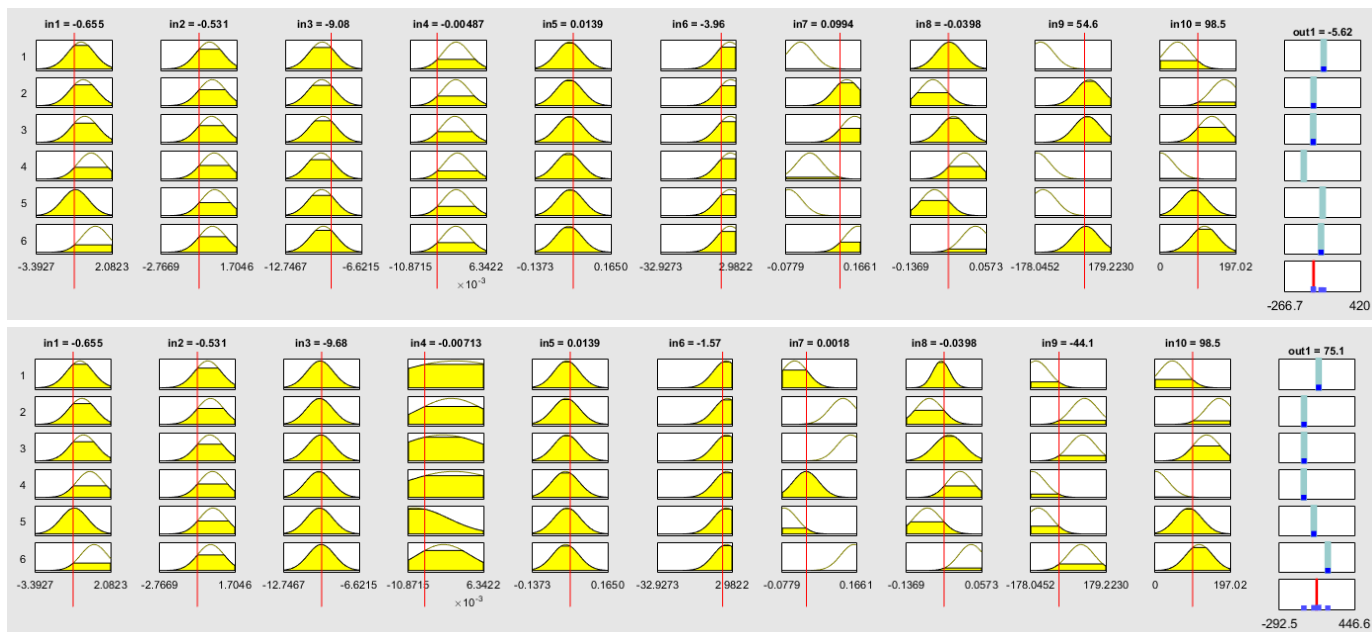 in1 = -0.655 in2 = -0.531 in3 = -9.08 in4 = -0.00487 in5 = 0.0139 in6 = -3.96 in7 = 0.0994 in8 = -0.0398 in9 = 54.6 in10 = 98.5
out1 = -5.62
1
2
3
4
5
6
-3.3927 2.0823 -2.7669 1.7046 -12.7467 -6.6215 -10.8715 6.3422 -0.1373 0.1650 -32.9273 2.9822 -0.0779 0.1661 -0.1369 0.0573 -178.0452 179.2230 0 197.02
×10⁻³
-266.7 420
in1 = -0.655 in2 = -0.531 in3 = -9.68 in4 = -0.00713 in5 = 0.0139 in6 = -1.57 in7 = 0.0018 in8 = -0.0398 in9 = -44.1 in10 = 98.5
out1 = 75.1
1
2
3
4
5
6
-3.3927 2.0823 -2.7669 1.7046 -12.7467 -6.6215 -10.8715 6.3422 -0.1373 0.1650 -32.9273 2.9822 -0.0779 0.1661 -0.1369 0.0573 -178.0452 179.2230 0 197.02
×10⁻³
-292.5 446.6